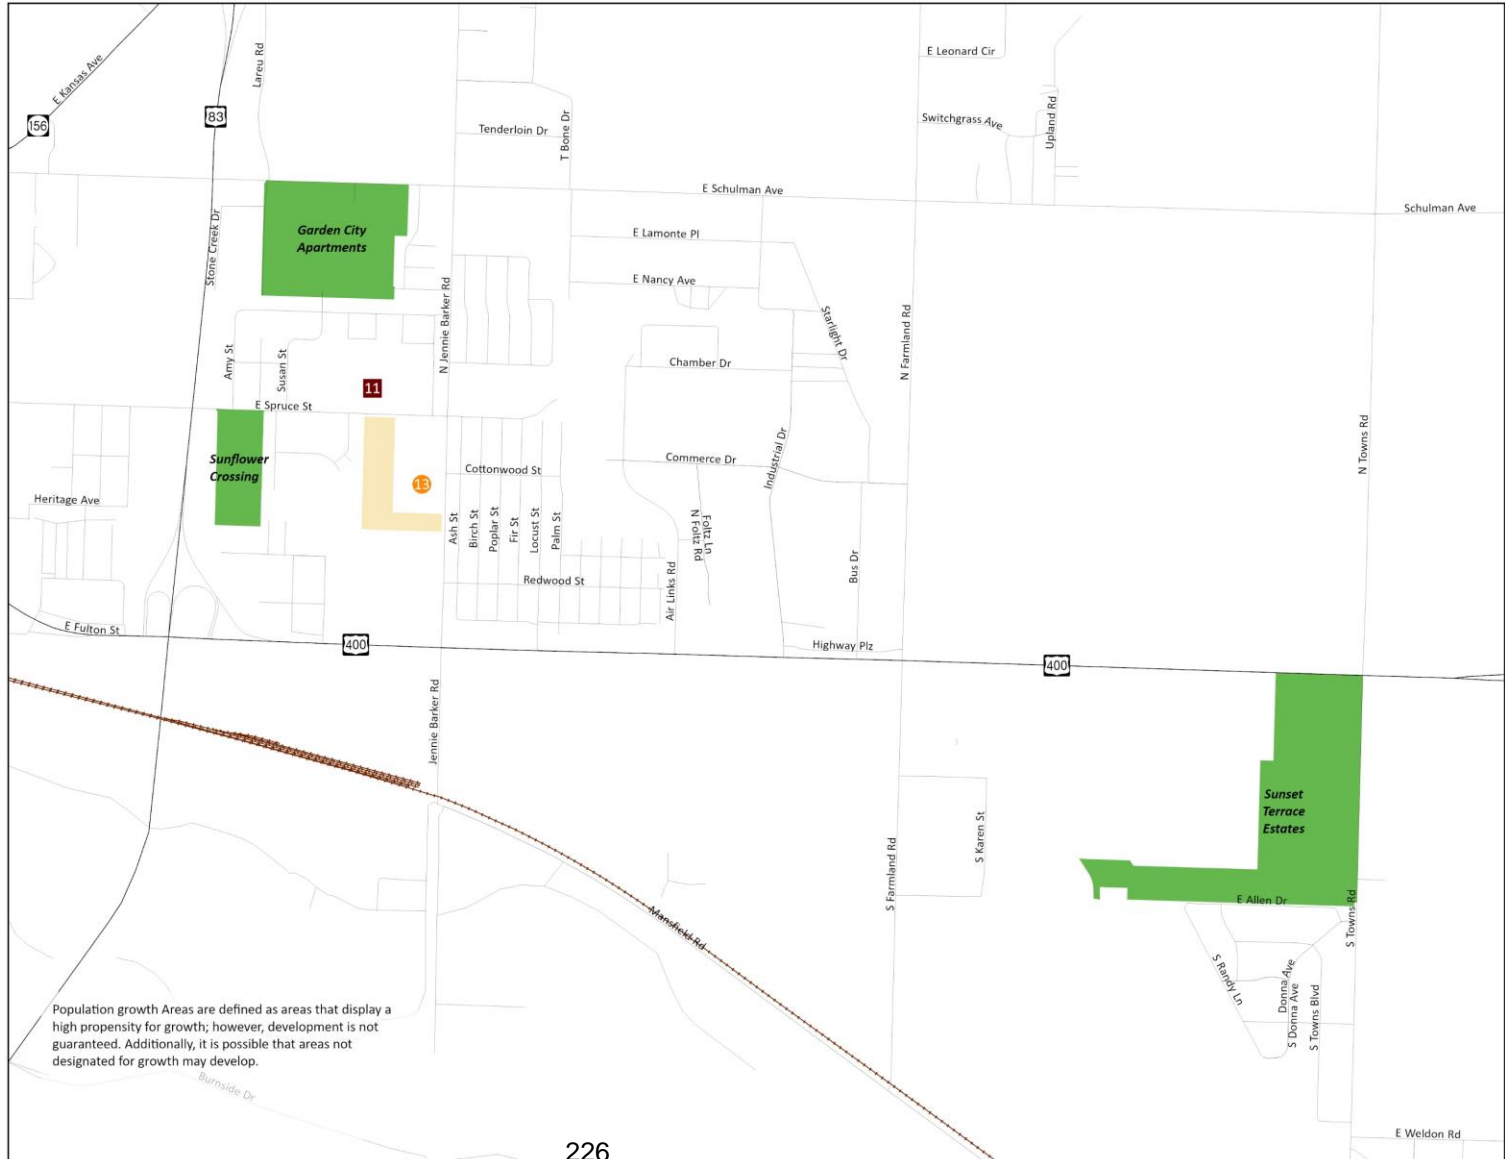 E Kansas Ave
156
83
Lareu Rd
Tenderloin Dr
T Bone Dr
E Leonard Cir
Switchgrass Ave
Upland Rd
E Schulman Ave
Schulman Ave
Stone Creek Dr
Garden City
Apartments
E Lamonte Pl
E Nancy Ave
N Jennie Barker Rd
Starlight Dr
N Farmland Rd
Amy St
Susan St
Chamber Dr
11
E Spruce St
N Towns Rd
Sunflower
Crossing
Cottonwood St
Commerce Dr
Industrial Dr
13
Heritage Ave
Ash St
Birch St
Poplar St
Fir St
Locust St
Palm St
N Foltz Rd
Foltz Ln
Redwood St
Air Links Rd
Bus Dr
E Fulton St
400
Highway Plz
400
Jennie Barker Rd
Sunset
Terrace
Estates
S Karen St
S Farmland Rd
E Allen Dr
S Towns Rd
Mansfield Rd
S Randy Ln
Donna Ave
S Donna Ave
S Towns Blvd
Population growth Areas are defined as areas that display a
high propensity for growth; however, development is not
guaranteed. Additionally, it is possible that areas not
designated for growth may develop.
Burnside Dr
E Weldon Rd
226